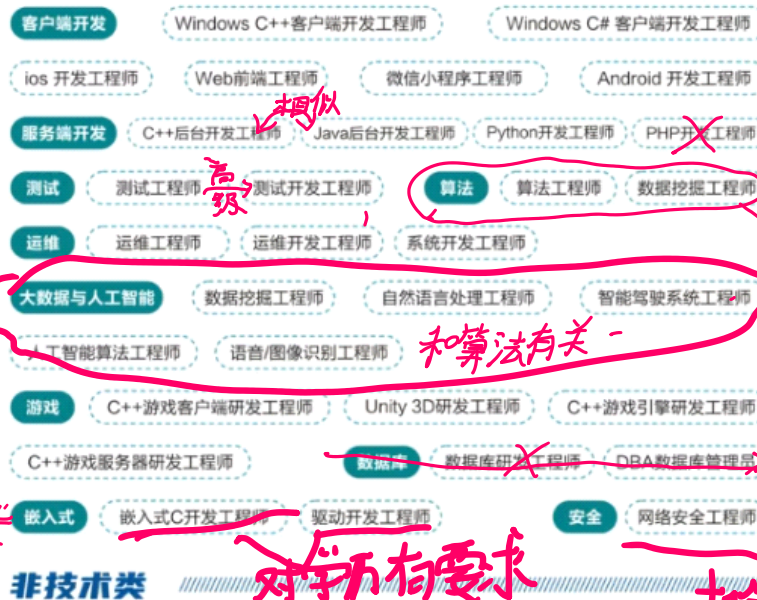 客户端开发 Windows C++客户端开发工程师 Windows C# 客户端开发工程师
ios 开发工程师 Web前端工程师 微信小程序工程师 Android 开发工程师
相似
服务端开发 C++后台开发工程师 Java后台开发工程师 Python开发工程师 PHP开发工程师
测试 测试工程师 高级 测试开发工程师 算法 算法工程师 数据挖掘工程师
运维 运维工程师 运维开发工程师 系统开发工程师
大数据与人工智能 数据挖掘工程师 自然语言处理工程师 智能驾驶系统工程师
人工智能算法工程师 语音/图像识别工程师 和算法有关
游戏 C++游戏客户端研发工程师 Unity 3D研发工程师 C++游戏引擎研发工程师
C++游戏服务器研发工程师 数据库 数据库研发工程师 DBA数据库管理员
嵌入式 嵌入式C开发工程师 驱动开发工程师 安全 网络安全工程师
对学历有要求
非技术类